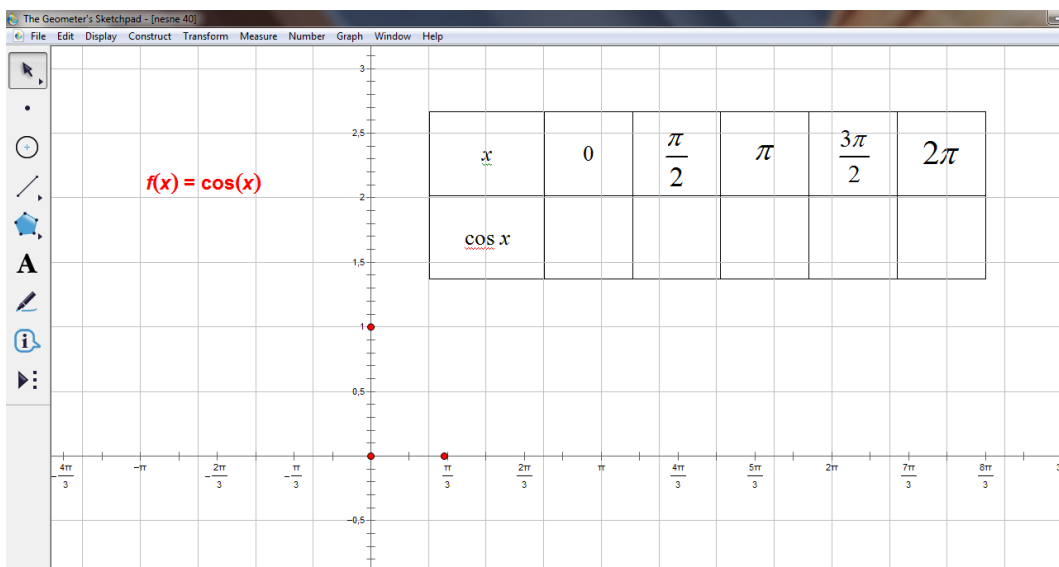 The Geometer's Sketchpad - [nesne 40]
File Edit Display Construct Transform Measure Number Graph Window Help
f(x) = cos(x)
x 0 π/2 π 3π/2 2π
cos x
3
2,5
2
1,5
1
0,5
-4π/3 -π -2π/3 -π/3 π/3 2π/3 π 4π/3 5π/3 2π 7π/3 8π/3 3
-0,5
A
i